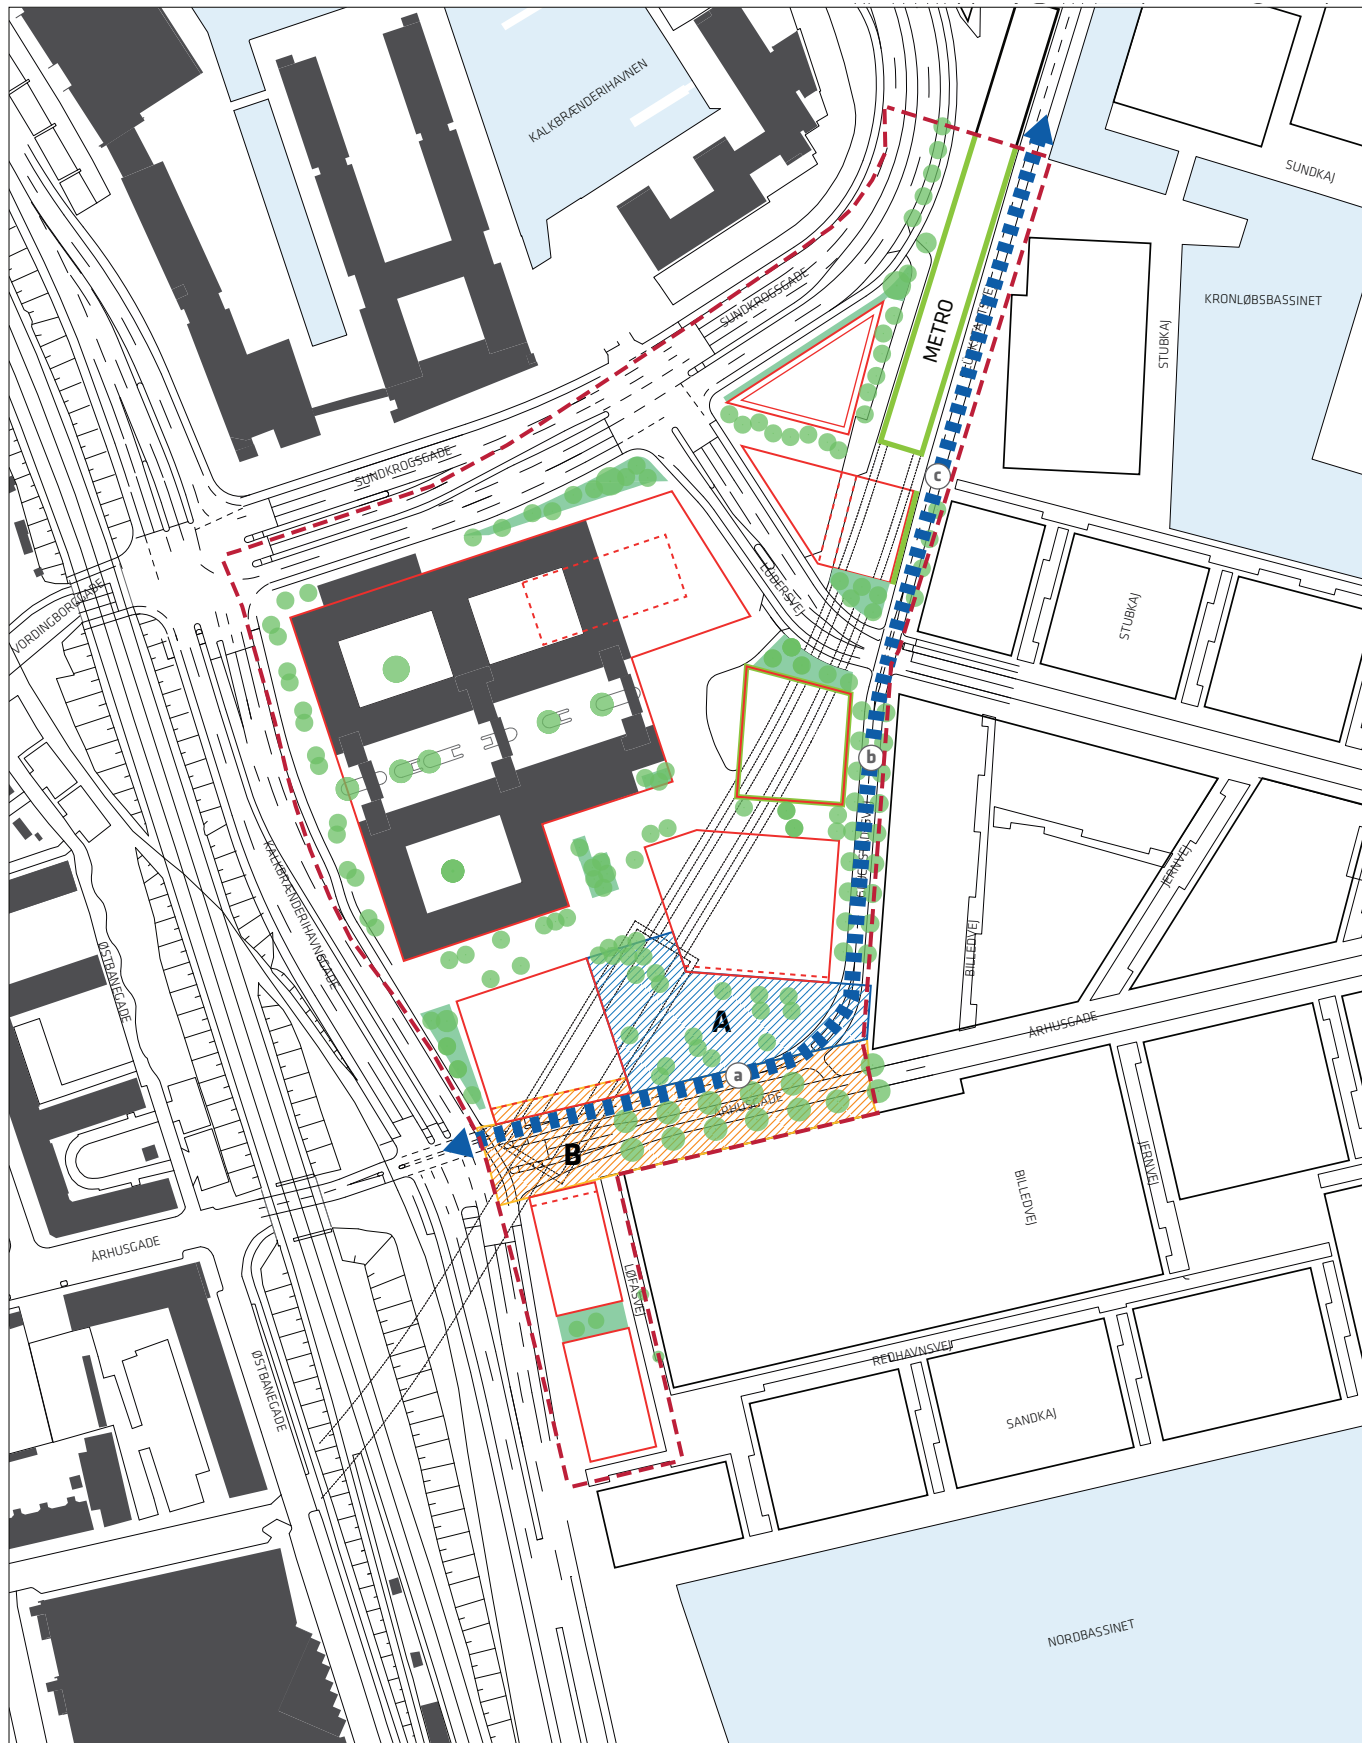 KALKBRÆNDERIHAVNEN
SUNDKAJ
SUNDKROGSGADE
KRONLØBSBASSINET
METRO
STUBKAJ
SUNDKROGSGADE
c
LÜDERSVEJ
VORDINGBORGGADE
STUBKAJ
b
KALKBRÆNDERIHAVNSGADE
JERNVEJ
ØSTBANEGADE
BILLEDVEJ
A
ÅRHUSGADE
a
ÅRHUSGADE
B
JERNVEJ
BILLEDVEJ
ÅRHUSGADE
LØFASVEJ
REDHAVNSVEJ
ØSTBANEGADE
SANDKAJ
NORDBASSINET